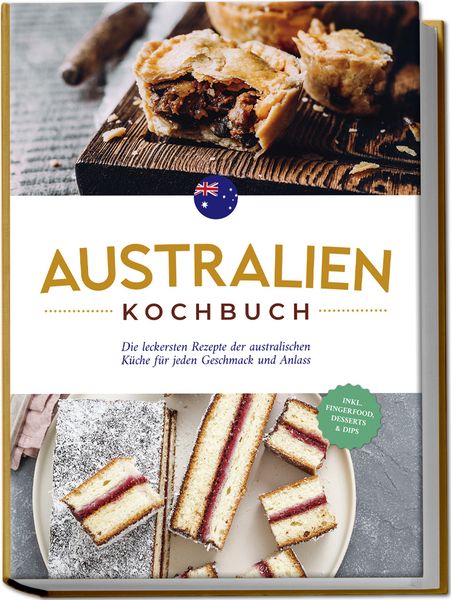 AUSTRALIEN
KOCHBUCH
Die leckersten Rezepte der australischen
Küche für jeden Geschmack und Anlass
INKL.
FINGERFOOD,
DESSERTS
& DIPS